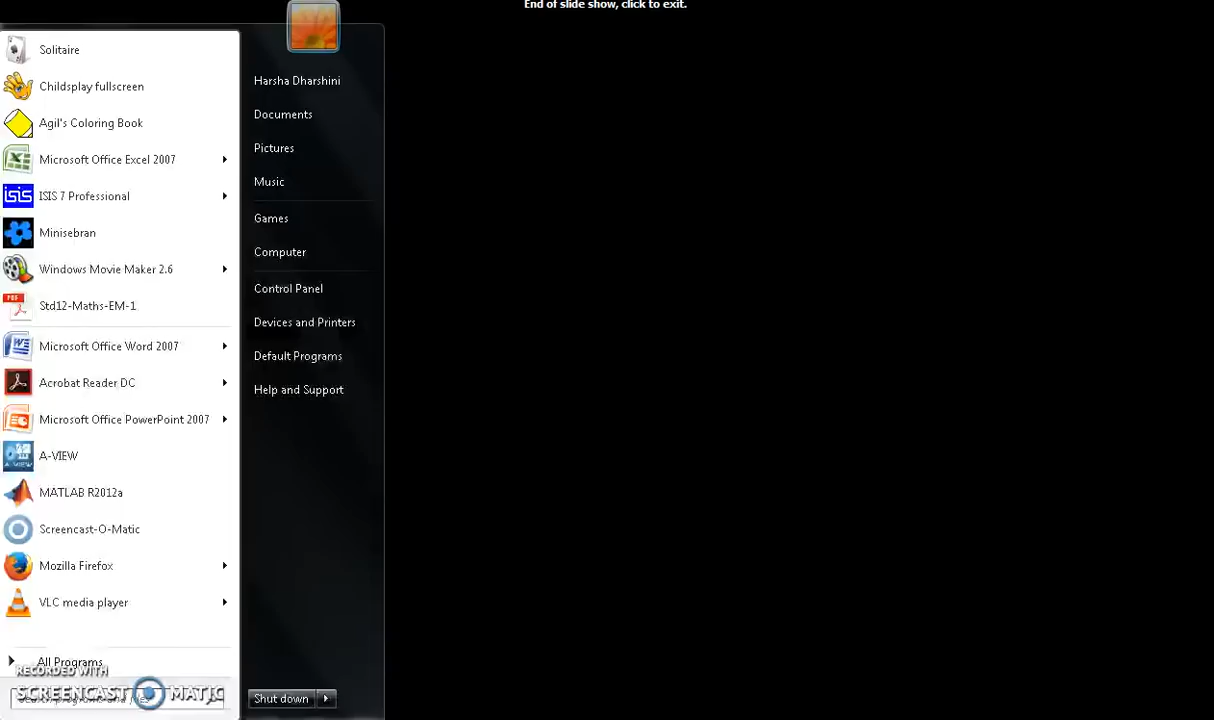 End of slide show, click to exit.
Solitaire
Childsplay fullscreen
Agil's Coloring Book
Microsoft Office Excel 2007
isis
ISIS 7 Professional
Minisebran
Windows Movie Maker 2.6
PDF
Std12-Maths-EM-1
Microsoft Office Word 2007
Acrobat Reader DC
Microsoft Office PowerPoint 2007
A-VIEW
A-VIEW
MATLAB R2012a
Screencast-O-Matic
Mozilla Firefox
VLC media player
All Programs
RECORDED WITH
SCREENCAST MATIC
Harsha Dharshini
Documents
Pictures
Music
Games
Computer
Control Panel
Devices and Printers
Default Programs
Help and Support
Shut down